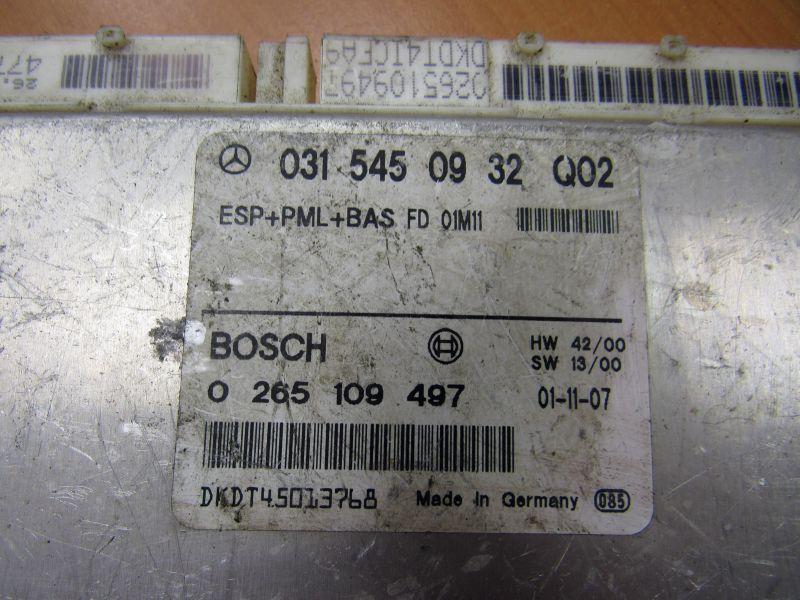 0265109497
DKDT4ICFA9
031 545 09 32 Q02
ESP+PML+BAS FD 01M11
BOSCH
HW 42/00
SW 13/00
0 265 109 497
01-11-07
DKDT45013768
Made in Germany
085